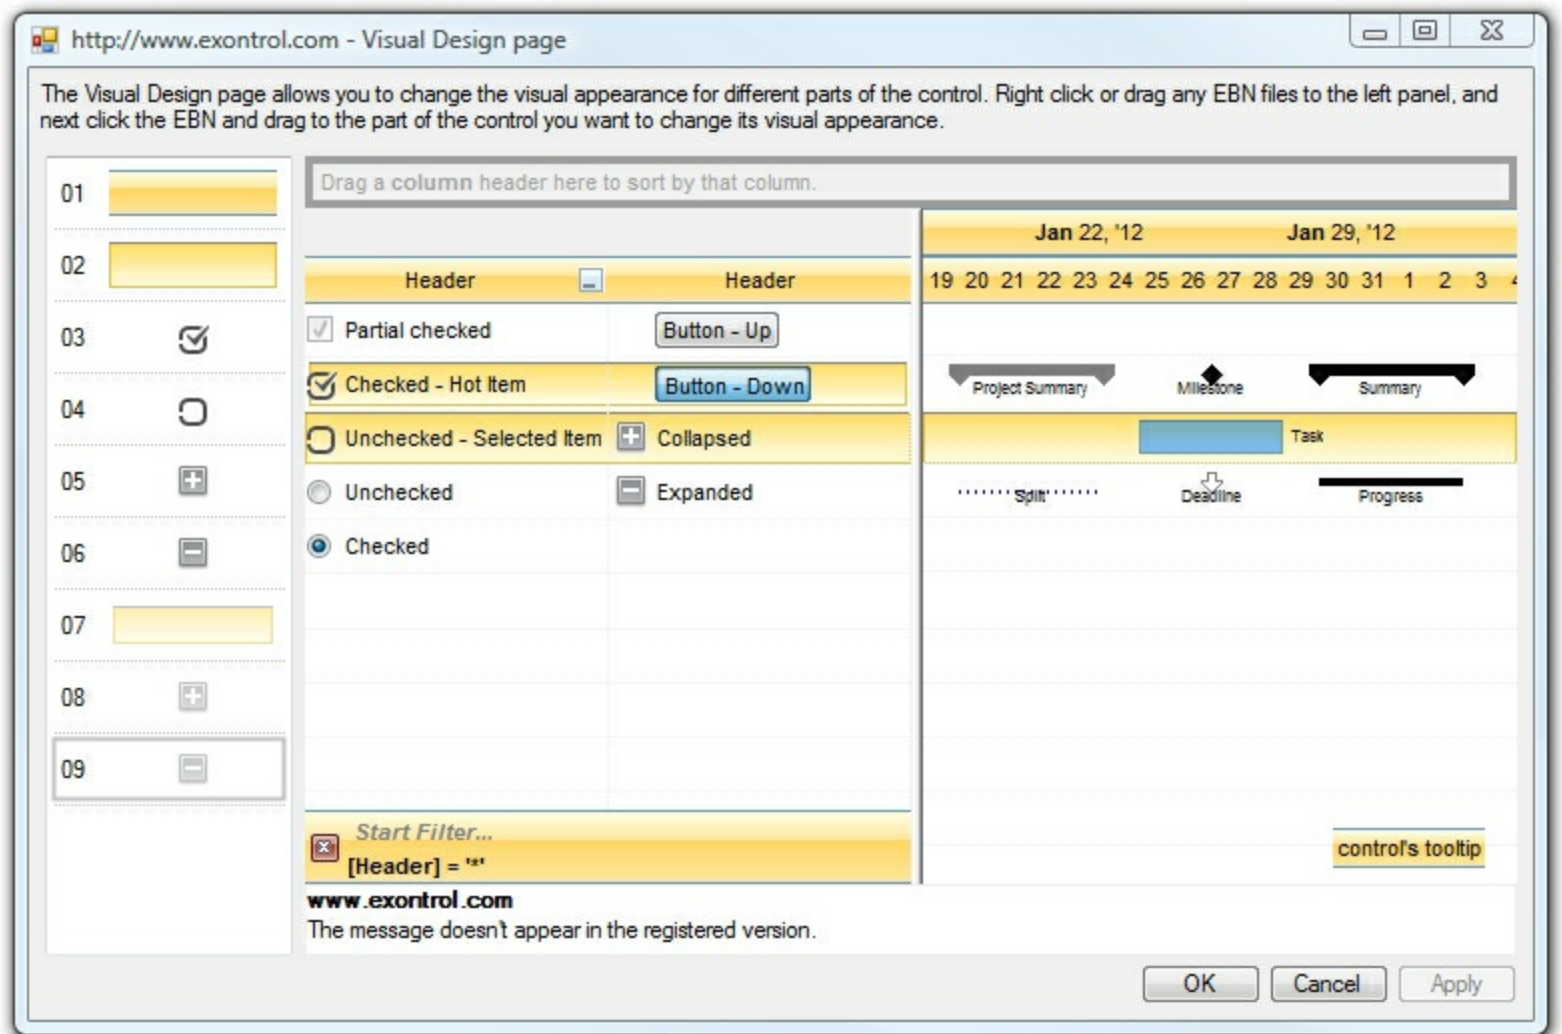 http://www.exontrol.com - Visual Design page
The Visual Design page allows you to change the visual appearance for different parts of the control. Right click or drag any EBN files to the left panel, and
next click the EBN and drag to the part of the control you want to change its visual appearance.
01
02
03
04
05
06
07
08
09
Drag a column header here to sort by that column.
Header Header
Partial checked Button - Up
Checked - Hot Item Button - Down
Unchecked - Selected Item Collapsed
Unchecked Expanded
Checked
Jan 22, '12 Jan 29, '12
19 20 21 22 23 24 25 26 27 28 29 30 31 1 2 3 4
Project Summary Milestone Summary
Task
Split Deadline Progress
Start Filter...
[Header] = '*'
control's tooltip
www.exontrol.com
The message doesn't appear in the registered version.
OK Cancel Apply